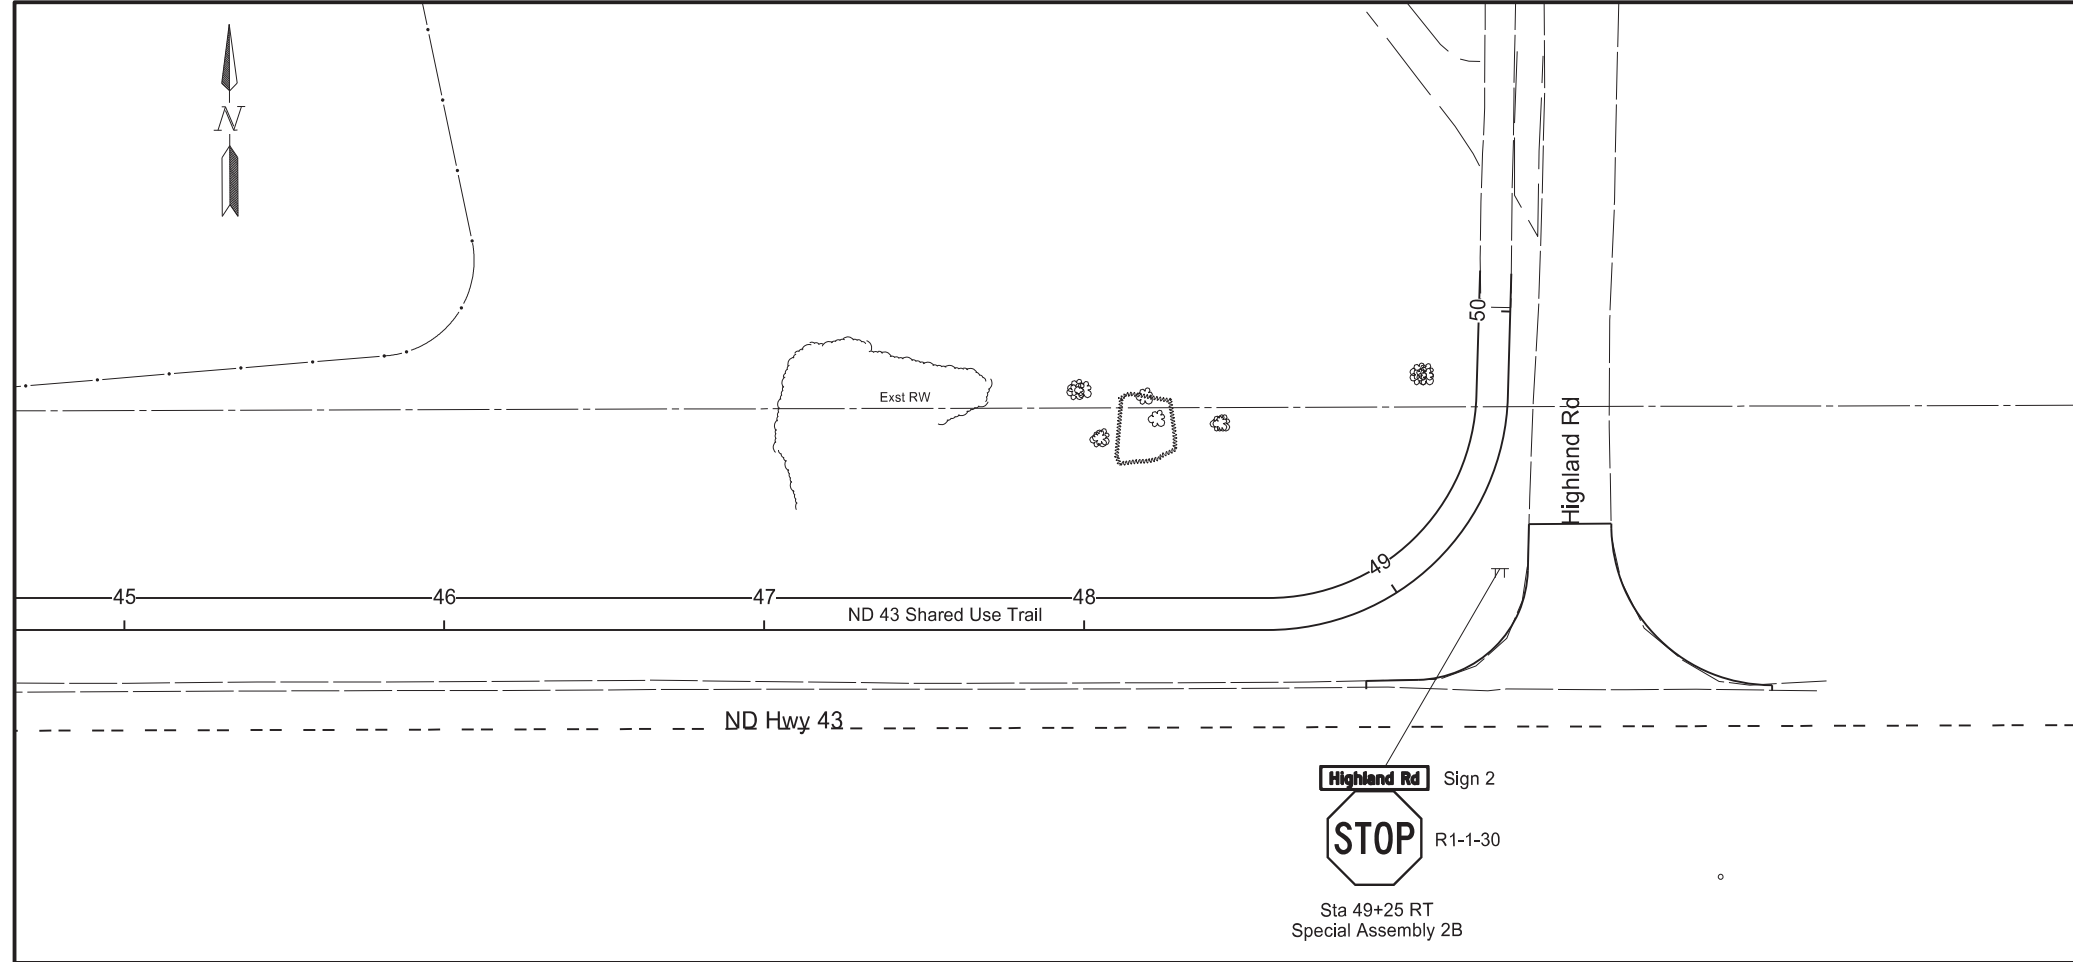 N
50
Exst RW
Highland Rd
49
45
46
47
48
ND 43 Shared Use Trail
ND Hwy 43
Highland Rd
Sign 2
STOP
R1-1-30
Sta 49+25 RT
Special Assembly 2B